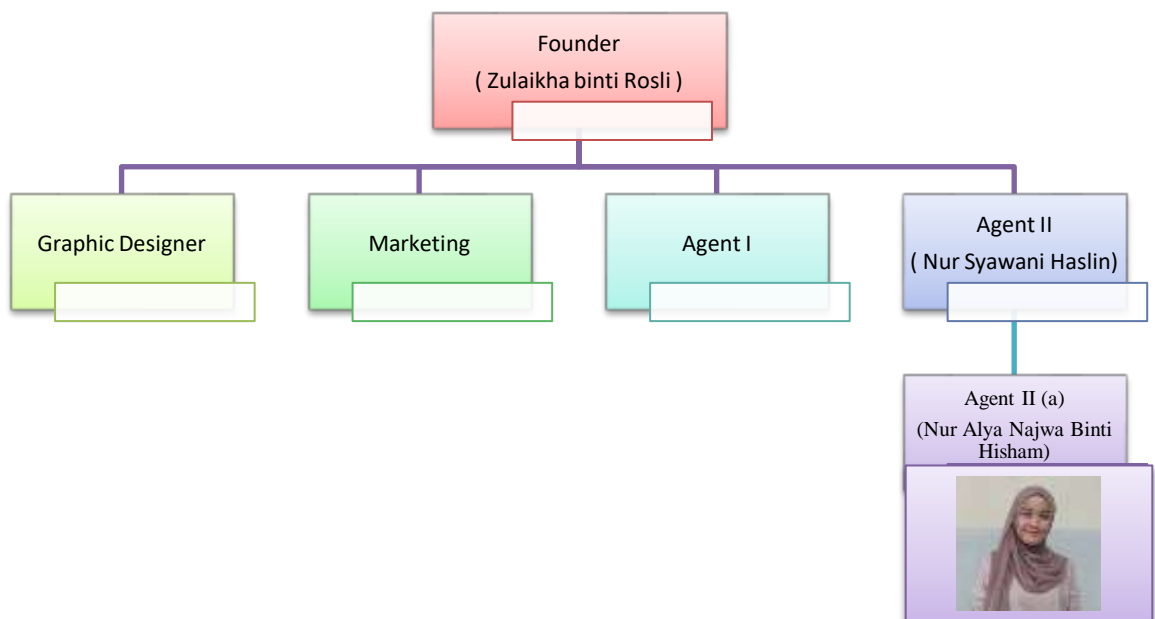 Founder
( Zulaikha binti Rosli )
Graphic Designer
Marketing
Agent I
Agent II
( Nur Syawani Haslin)
Agent II (a)
(Nur Alya Najwa Binti
Hisham)